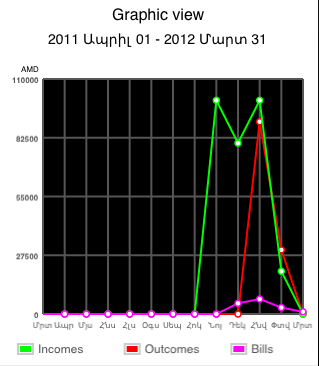 Graphic view
2011 Ապրիլ 01 - 2012 Մարտ 31
AMD
110000
82500
55000
27500
0
Մրտ Ապր Մյս Հնս Հլս Օգս Սեպ Հոկ Նոյ Դեկ Հնվ Փտվ Մրտ
Incomes Outcomes Bills